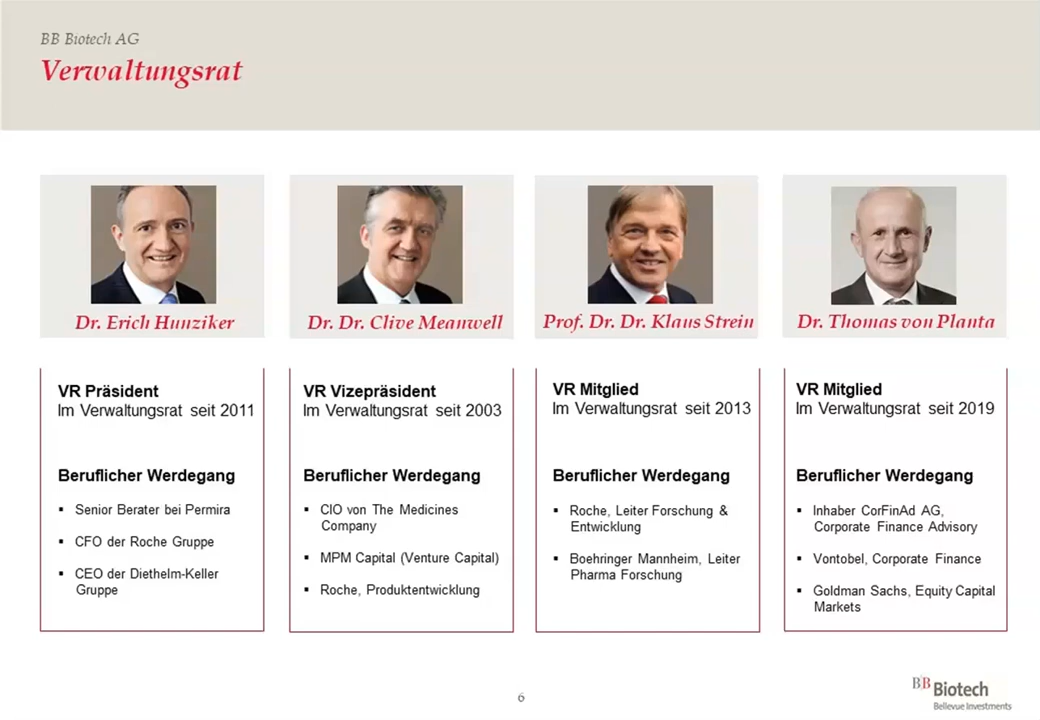 BB Biotech AG
Verwaltungsrat
Dr. Erich Hunziker
Dr. Dr. Clive Meanwell
Prof. Dr. Dr. Klaus Strein
Dr. Thomas von Planta
VR Präsident
Im Verwaltungsrat seit 2011
Beruflicher Werdegang
▪ Senior Berater bei Permira
▪ CFO der Roche Gruppe
▪ CEO der Diethelm-Keller
Gruppe
VR Vizepräsident
Im Verwaltungsrat seit 2003
Beruflicher Werdegang
▪ CIO von The Medicines
Company
▪ MPM Capital (Venture Capital)
▪ Roche, Produktentwicklung
VR Mitglied
Im Verwaltungsrat seit 2013
Beruflicher Werdegang
▪ Roche, Leiter Forschung &
Entwicklung
▪ Boehringer Mannheim, Leiter
Pharma Forschung
VR Mitglied
Im Verwaltungsrat seit 2019
Beruflicher Werdegang
▪ Inhaber CorFinAd AG,
Corporate Finance Advisory
▪ Vontobel, Corporate Finance
▪ Goldman Sachs, Equity Capital
Markets
6
BB Biotech
Bellevue Investments